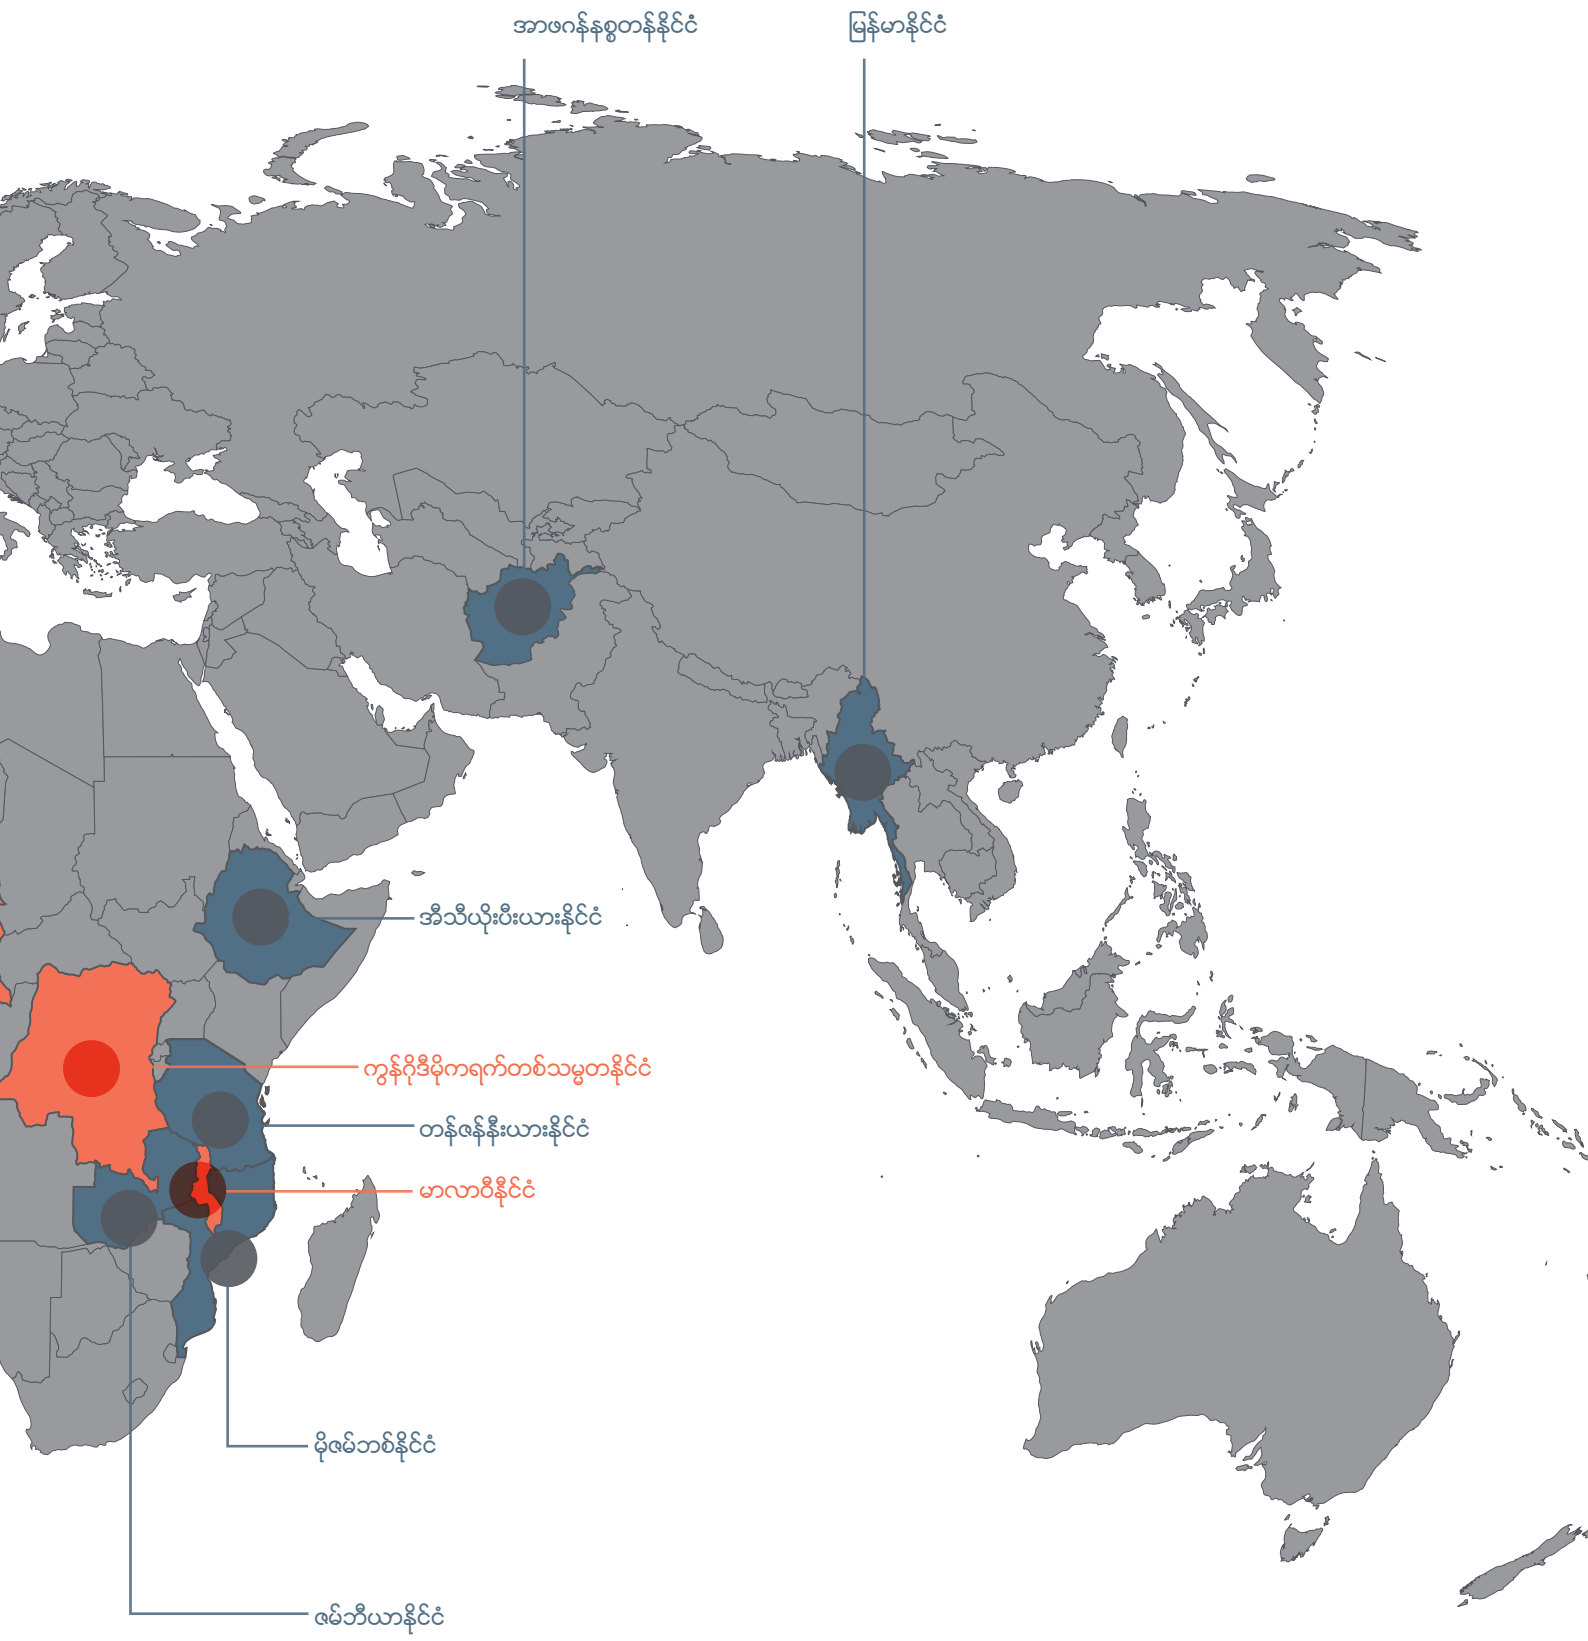 အာဖဂန်နစ္စတန်နိုင်ငံ
မြန်မာနိုင်ငံ
အီသီယိုးပီးယားနိုင်ငံ
ကွန်ဂိုဒီမိုကရက်တစ်သမ္မတနိုင်ငံ
တန်ဇန်နီးယားနိုင်ငံ
မာလာဝီနီုင်ငံ
မိုဇမ်ဘစ်နိုင်ငံ
ဇမ်ဘီယာနိုင်ငံ